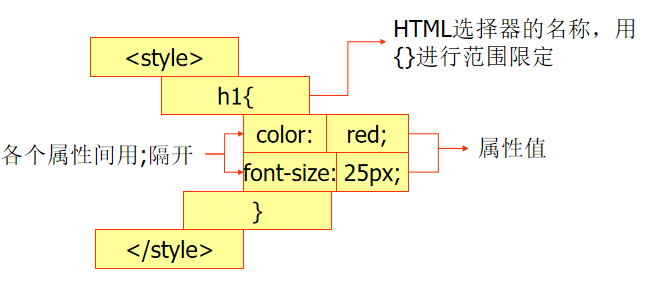 HTML选择器的名称，用
{}进行范围限定
<style>
h1{
color: red;
font-size: 25px;
各个属性间用;隔开
属性值
}
</style>